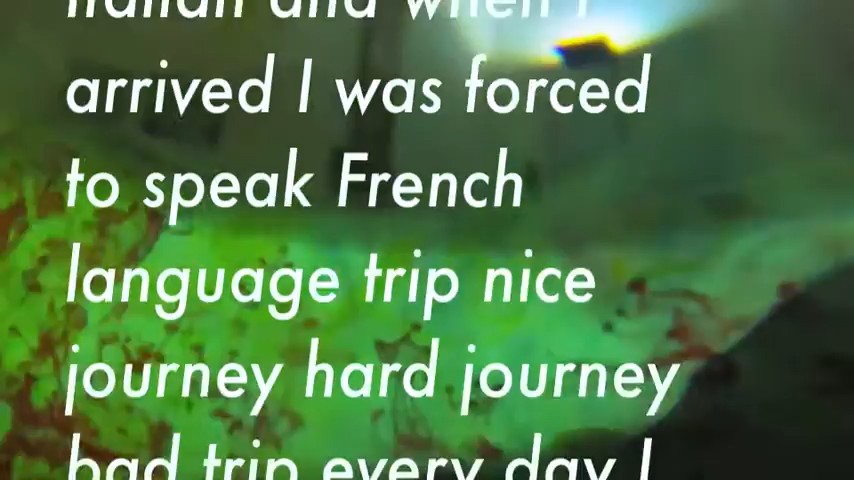 Italian and when I
arrived I was forced
to speak French
language trip nice
journey hard journey
bad trip every day I